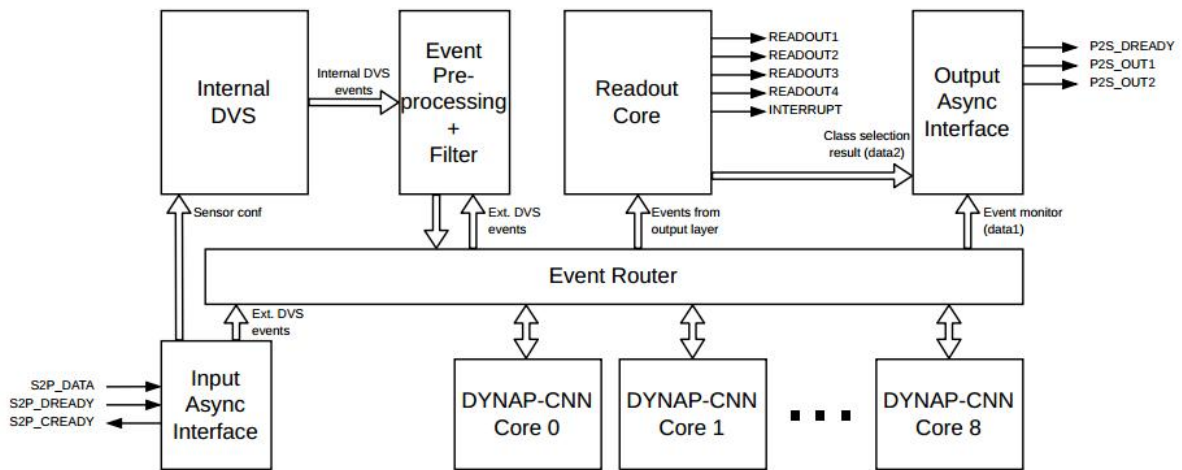 Internal
DVS
Internal DVS
events
Event
Pre-
processing
+
Filter
Readout
Core
READOUT1
READOUT2
READOUT3
READOUT4
INTERRUPT
Class selection
result (data2)
Output
Async
Interface
P2S_DREADY
P2S_OUT1
P2S_OUT2
Sensor conf
Ext. DVS
events
Events from
output layer
Event monitor
(data1)
Event Router
Ext. DVS
events
S2P_DATA
S2P_DREADY
S2P_CREADY
Input
Async
Interface
DYNAP-CNN
Core 0
DYNAP-CNN
Core 1
DYNAP-CNN
Core 8